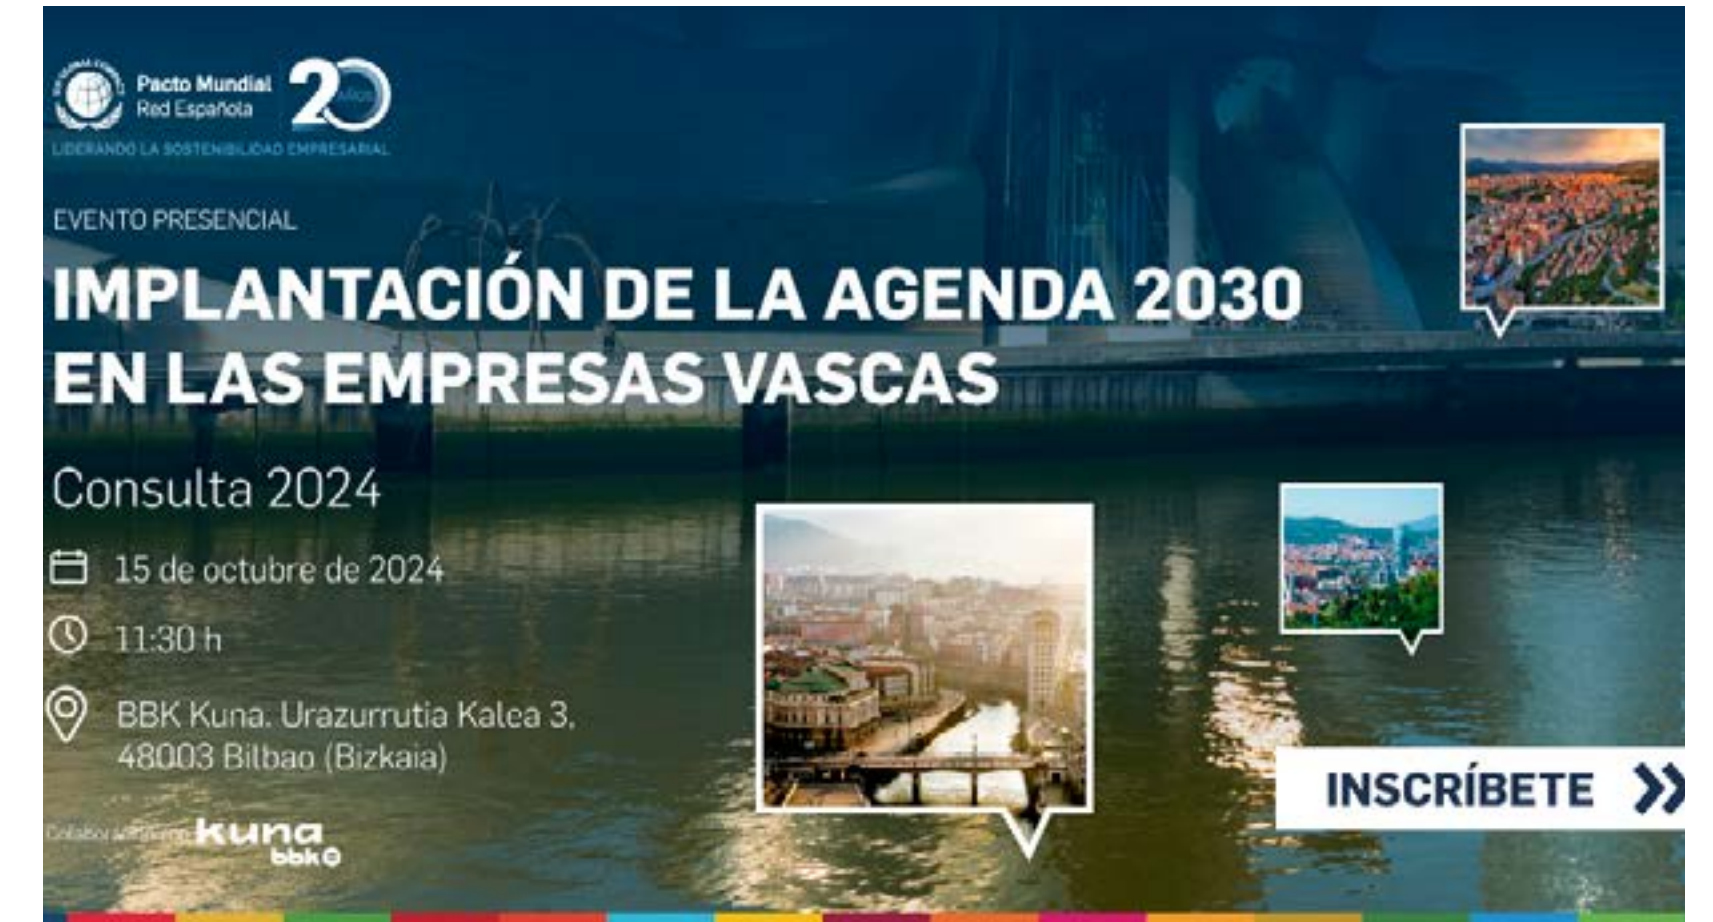 Pacto Mundial
Red Española
20
AÑOS
LIDERANDO LA SOSTENIBILIDAD EMPRESARIAL
EVENTO PRESENCIAL
IMPLANTACIÓN DE LA AGENDA 2030
EN LAS EMPRESAS VASCAS
Consulta 2024
15 de octubre de 2024
11:30 h
BBK Kuna. Urazurrutia Kalea 3,
48003 Bilbao (Bizkaia)
INSCRÍBETE
kuna
bbk